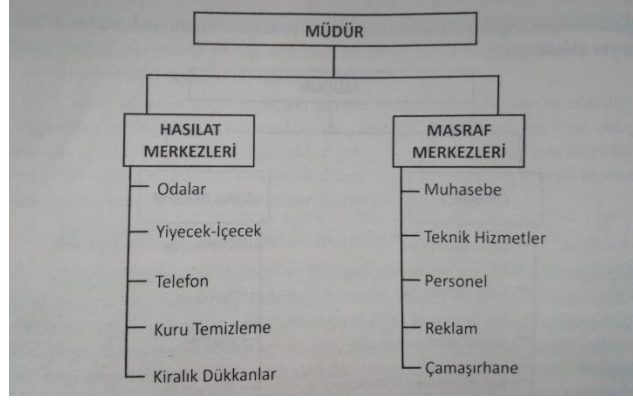 MÜDÜR
HASILAT
MERKEZLERİ
Odalar
Yiyecek-İçecek
Telefon
Kuru Temizleme
Kiralık Dükkanlar
MASRAF
MERKEZLERİ
Muhasebe
Teknik Hizmetler
Personel
Reklam
Çamaşırhane